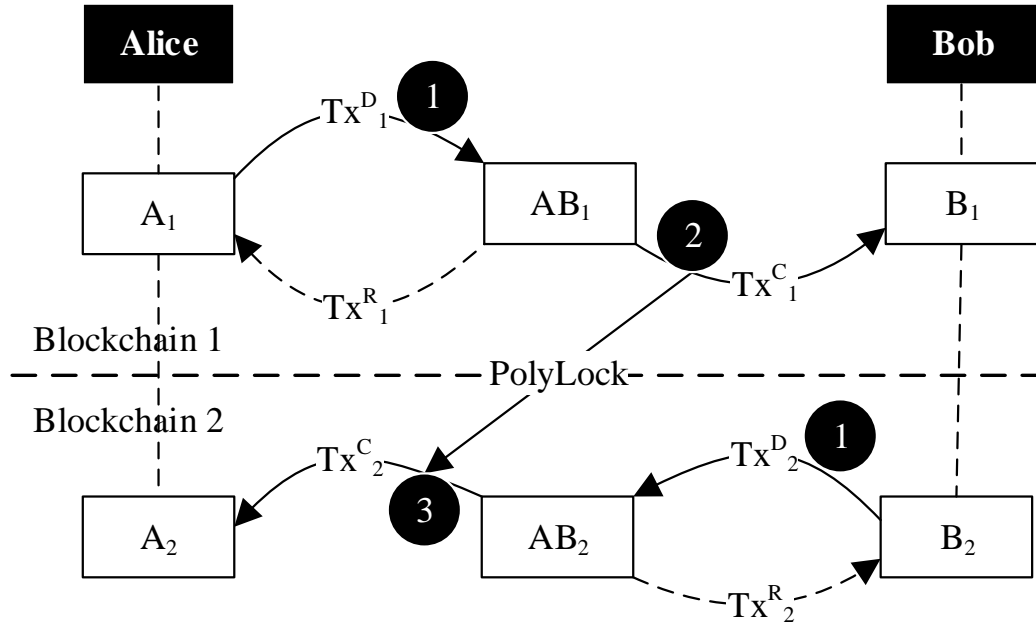 Alice
Bob
Tx^D_1
1
A₁
AB₁
B₁
2
Tx^R_1
Tx^C_1
Blockchain 1
PolyLock
Blockchain 2
Tx^C_2
Tx^D_2
1
3
A₂
AB₂
B₂
Tx^R_2